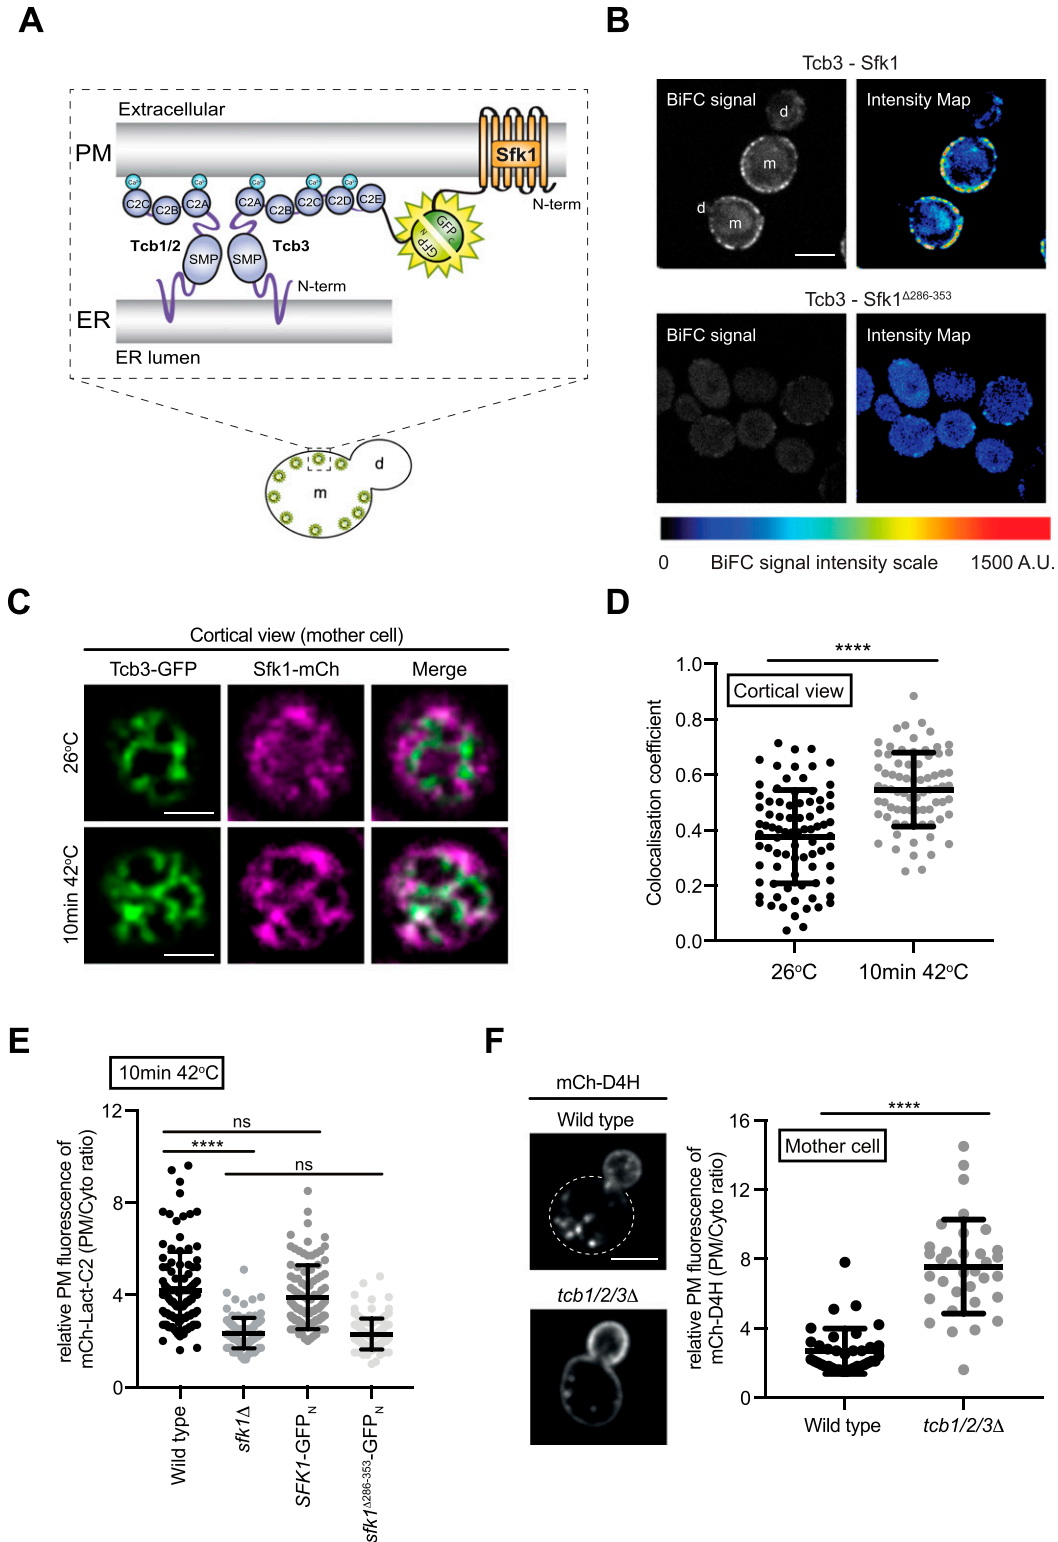 A
Extracellular
PM
Sfk1
N-term
Ca²⁺
Ca²⁺
Ca²⁺
Ca²⁺
Ca²⁺
C2C
C2B
C2A
C2A
C2B
C2C
C2D
C2E
GFP C
GFP N
Tcb1/2
Tcb3
SMP
SMP
N-term
ER
ER lumen
d
m
B
Tcb3 - Sfk1
BiFC signal
Intensity Map
d
m
d
m
Tcb3 - Sfk1Δ286-353
BiFC signal
Intensity Map
0
BiFC signal intensity scale
1500 A.U.
C
Cortical view (mother cell)
Tcb3-GFP
Sfk1-mCh
Merge
26°C
10min 42°C
D
****
Cortical view
Colocalisation coefficient
1.0
0.8
0.6
0.4
0.2
0.0
26°C
10min 42°C
E
10min 42°C
relative PM fluorescence of
mCh-Lact-C2 (PM/Cyto ratio)
12
8
4
0
ns
****
ns
Wild type
sfk1Δ
SFK1-GFPN
sfk1Δ286-353-GFPN
F
mCh-D4H
Wild type
tcb1/2/3Δ
****
Mother cell
relative PM fluorescence of
mCh-D4H (PM/Cyto ratio)
16
12
8
4
0
Wild type
tcb1/2/3Δ